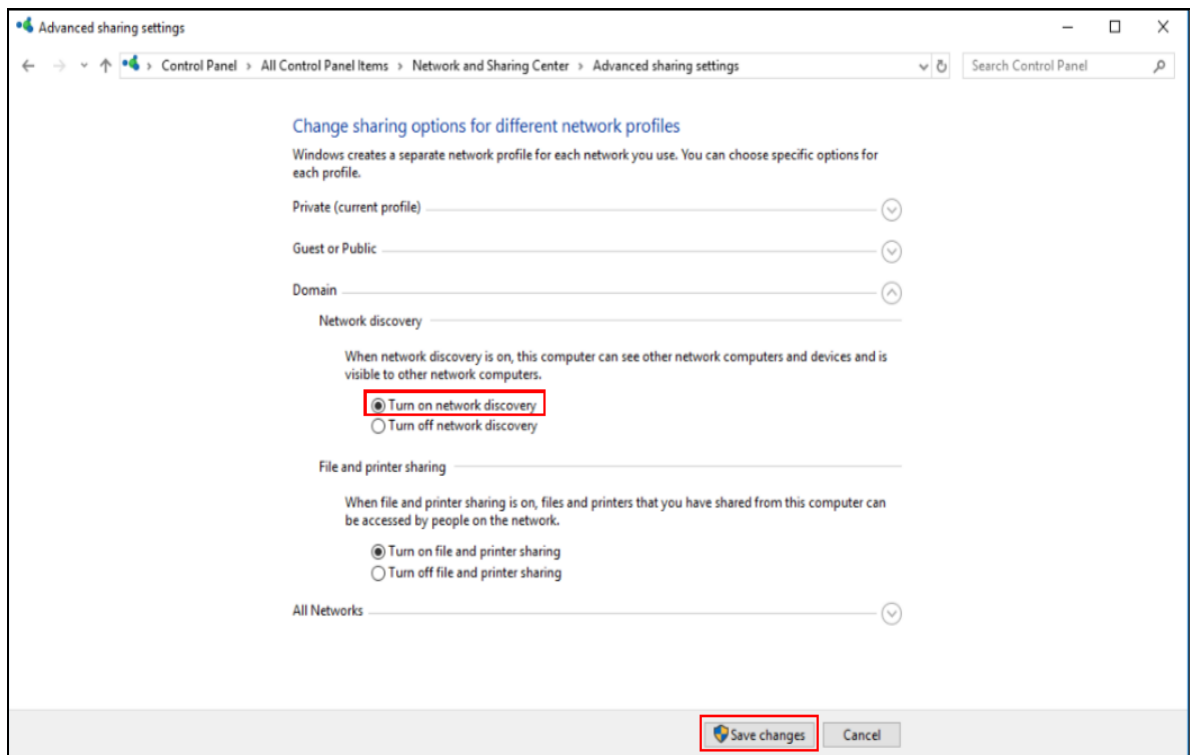 Advanced sharing settings
Control Panel > All Control Panel Items > Network and Sharing Center > Advanced sharing settings
Search Control Panel
Change sharing options for different network profiles
Windows creates a separate network profile for each network you use. You can choose specific options for
each profile.
Private (current profile)
Guest or Public
Domain
Network discovery
When network discovery is on, this computer can see other network computers and devices and is
visible to other network computers.
Turn on network discovery
Turn off network discovery
File and printer sharing
When file and printer sharing is on, files and printers that you have shared from this computer can
be accessed by people on the network.
Turn on file and printer sharing
Turn off file and printer sharing
All Networks
Save changes
Cancel